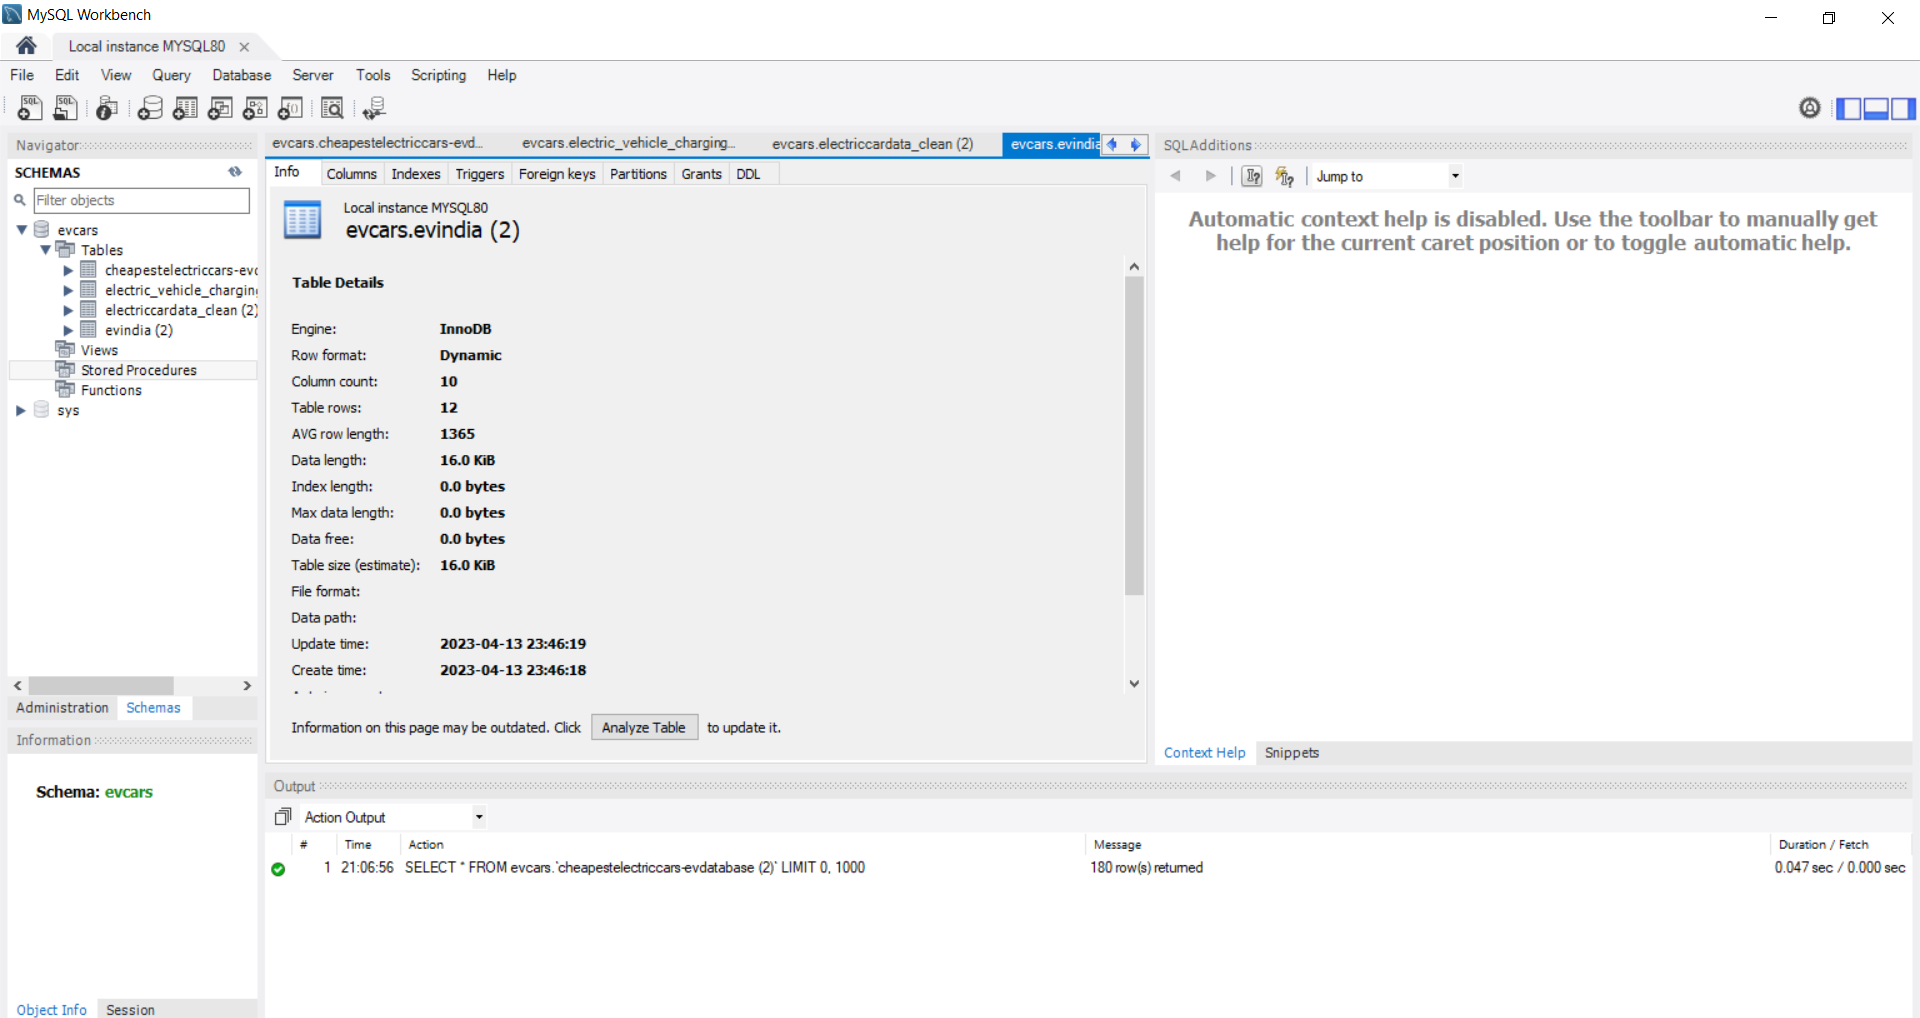 MySQL Workbench
Local instance MYSQL80
File Edit View Query Database Server Tools Scripting Help
Navigator
SCHEMAS
Filter objects
evcars
Tables
cheapestelectriccars-evd
electric_vehicle_charging
electriccardata_clean (2)
evindia (2)
Views
Stored Procedures
Functions
sys
Administration Schemas
Information
Schema: evcars
Object Info Session
evcars.cheapestelectriccars-evd... evcars.electric_vehicle_charging... evcars.electriccardata_clean (2) evcars.evindia
Info Columns Indexes Triggers Foreign keys Partitions Grants DDL
Local instance MYSQL80
evcars.evindia (2)
Table Details
Engine: InnoDB
Row format: Dynamic
Column count: 10
Table rows: 12
AVG row length: 1365
Data length: 16.0 KiB
Index length: 0.0 bytes
Max data length: 0.0 bytes
Data free: 0.0 bytes
Table size (estimate): 16.0 KiB
File format:
Data path:
Update time: 2023-04-13 23:46:19
Create time: 2023-04-13 23:46:18
Information on this page may be outdated. Click Analyze Table to update it.
SQLAdditions
Jump to
Automatic context help is disabled. Use the toolbar to manually get
help for the current caret position or to toggle automatic help.
Context Help Snippets
Output
Action Output
# Time Action Message Duration / Fetch
1 21:06:56 SELECT * FROM evcars.`cheapestelectriccars-evdatabase (2)` LIMIT 0, 1000 180 row(s) returned 0.047 sec / 0.000 sec